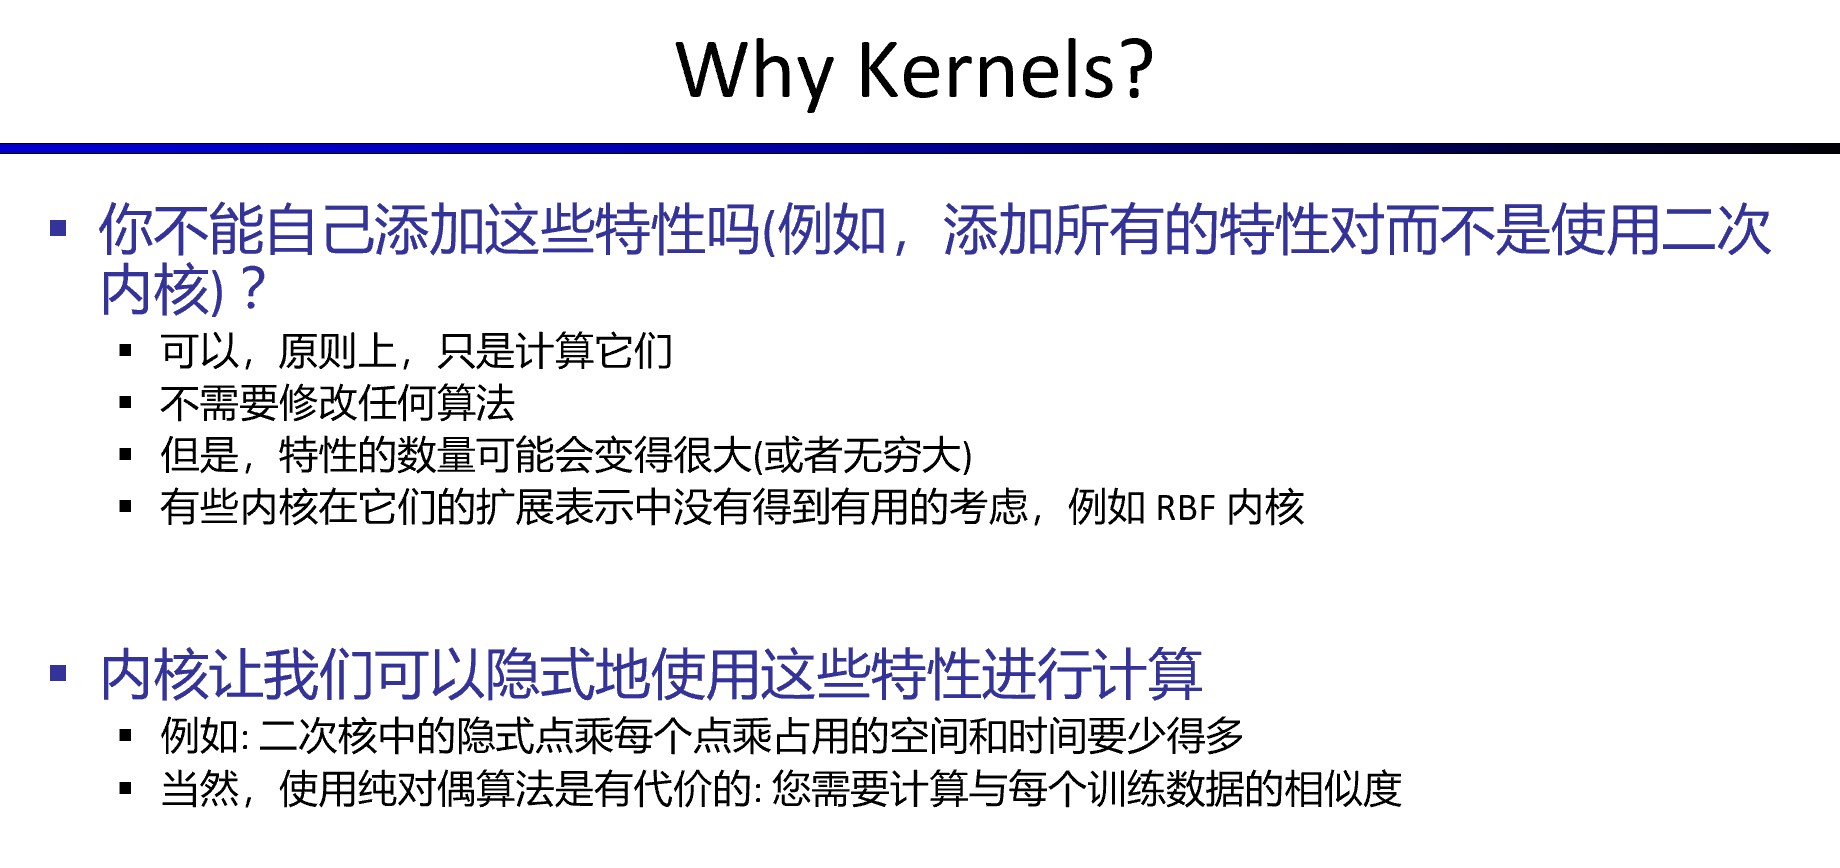 Why Kernels?
你不能自己添加这些特性吗(例如，添加所有的特性对而不是使用二次
内核)？
可以，原则上，只是计算它们
不需要修改任何算法
但是，特性的数量可能会变得很大(或者无穷大)
有些内核在它们的扩展表示中没有得到有用的考虑，例如 RBF 内核
内核让我们可以隐式地使用这些特性进行计算
例如: 二次核中的隐式点乘每个点乘占用的空间和时间要少得多
当然，使用纯对偶算法是有代价的: 您需要计算与每个训练数据的相似度